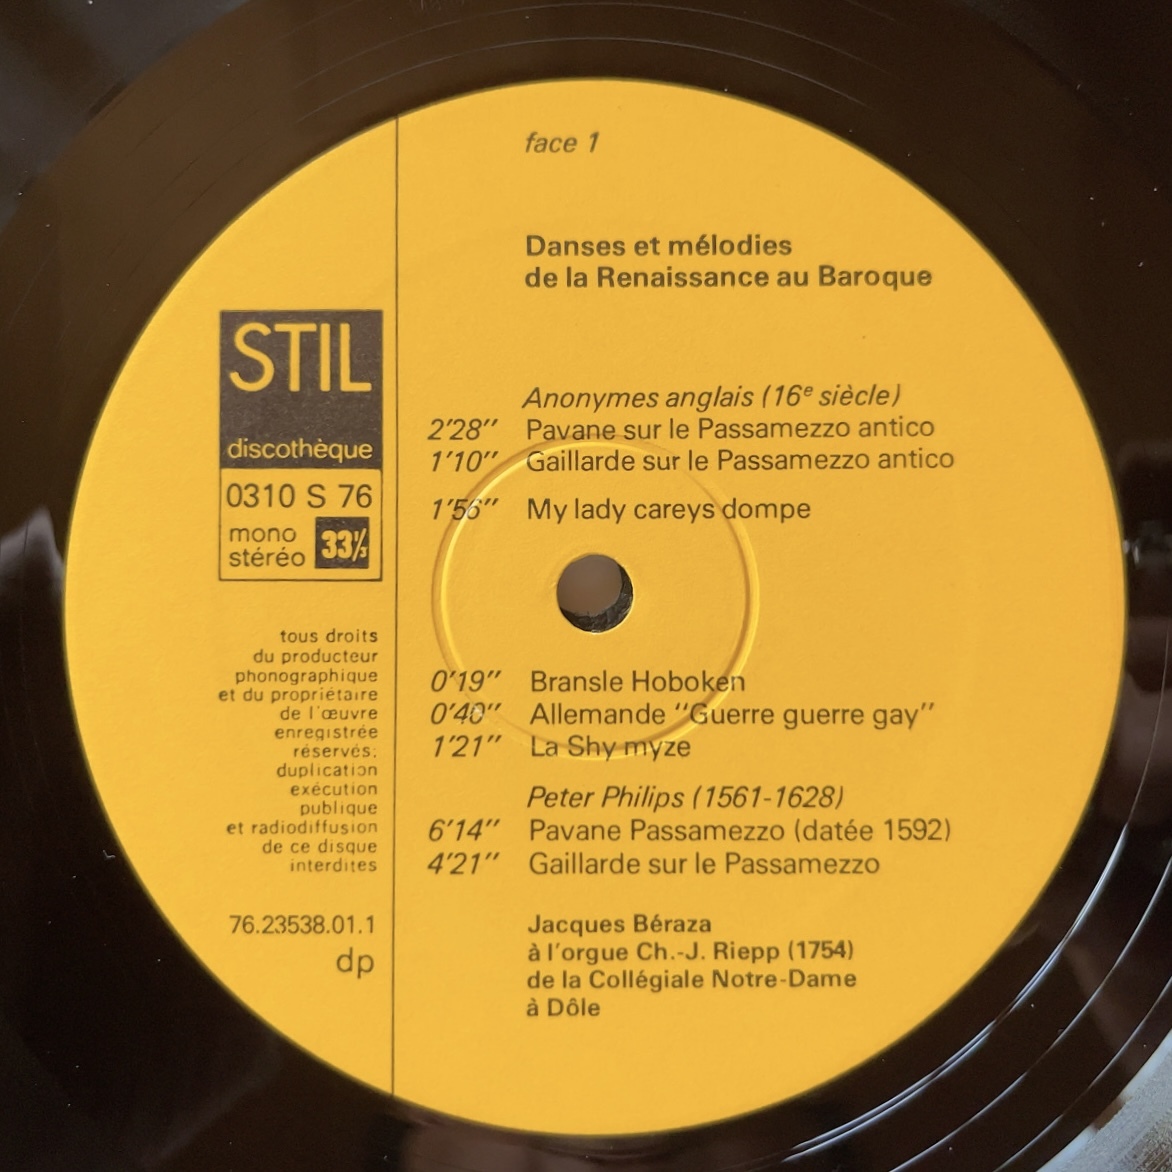 face 1
Danses et mélodies
de la Renaissance au Baroque
STIL
discothèque
0310 S 76
mono
stéréo
33⅓
Anonymes anglais (16e siècle)
2'28" Pavane sur le Passamezzo antico
1'10" Gaillarde sur le Passamezzo antico
1'56" My lady careys dompe
0'19" Bransle Hoboken
0'40" Allemande "Guerre guerre gay"
1'21" La Shy myze
Peter Philips (1561-1628)
6'14" Pavane Passamezzo (datée 1592)
4'21" Gaillarde sur le Passamezzo
Jacques Béraza
à l'orgue Ch.-J. Riepp (1754)
de la Collégiale Notre-Dame
à Dôle
tous droits
du producteur
phonographique
et du propriétaire
de l'œuvre
enregistrée
réservés:
duplication
exécution
publique
et radiodiffusion
de ce disque
interdites
76.23538.01.1
dp